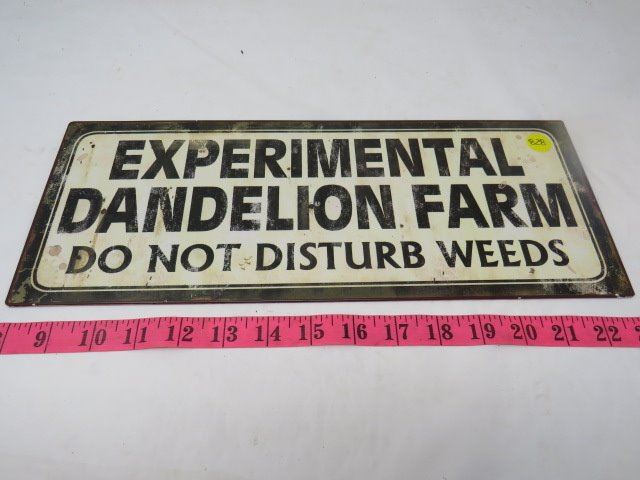 EXPERIMENTAL
DANDELION FARM
DO NOT DISTURB WEEDS
828
9 10 11 12 13 14 15 16 17 18 19 20 21 22